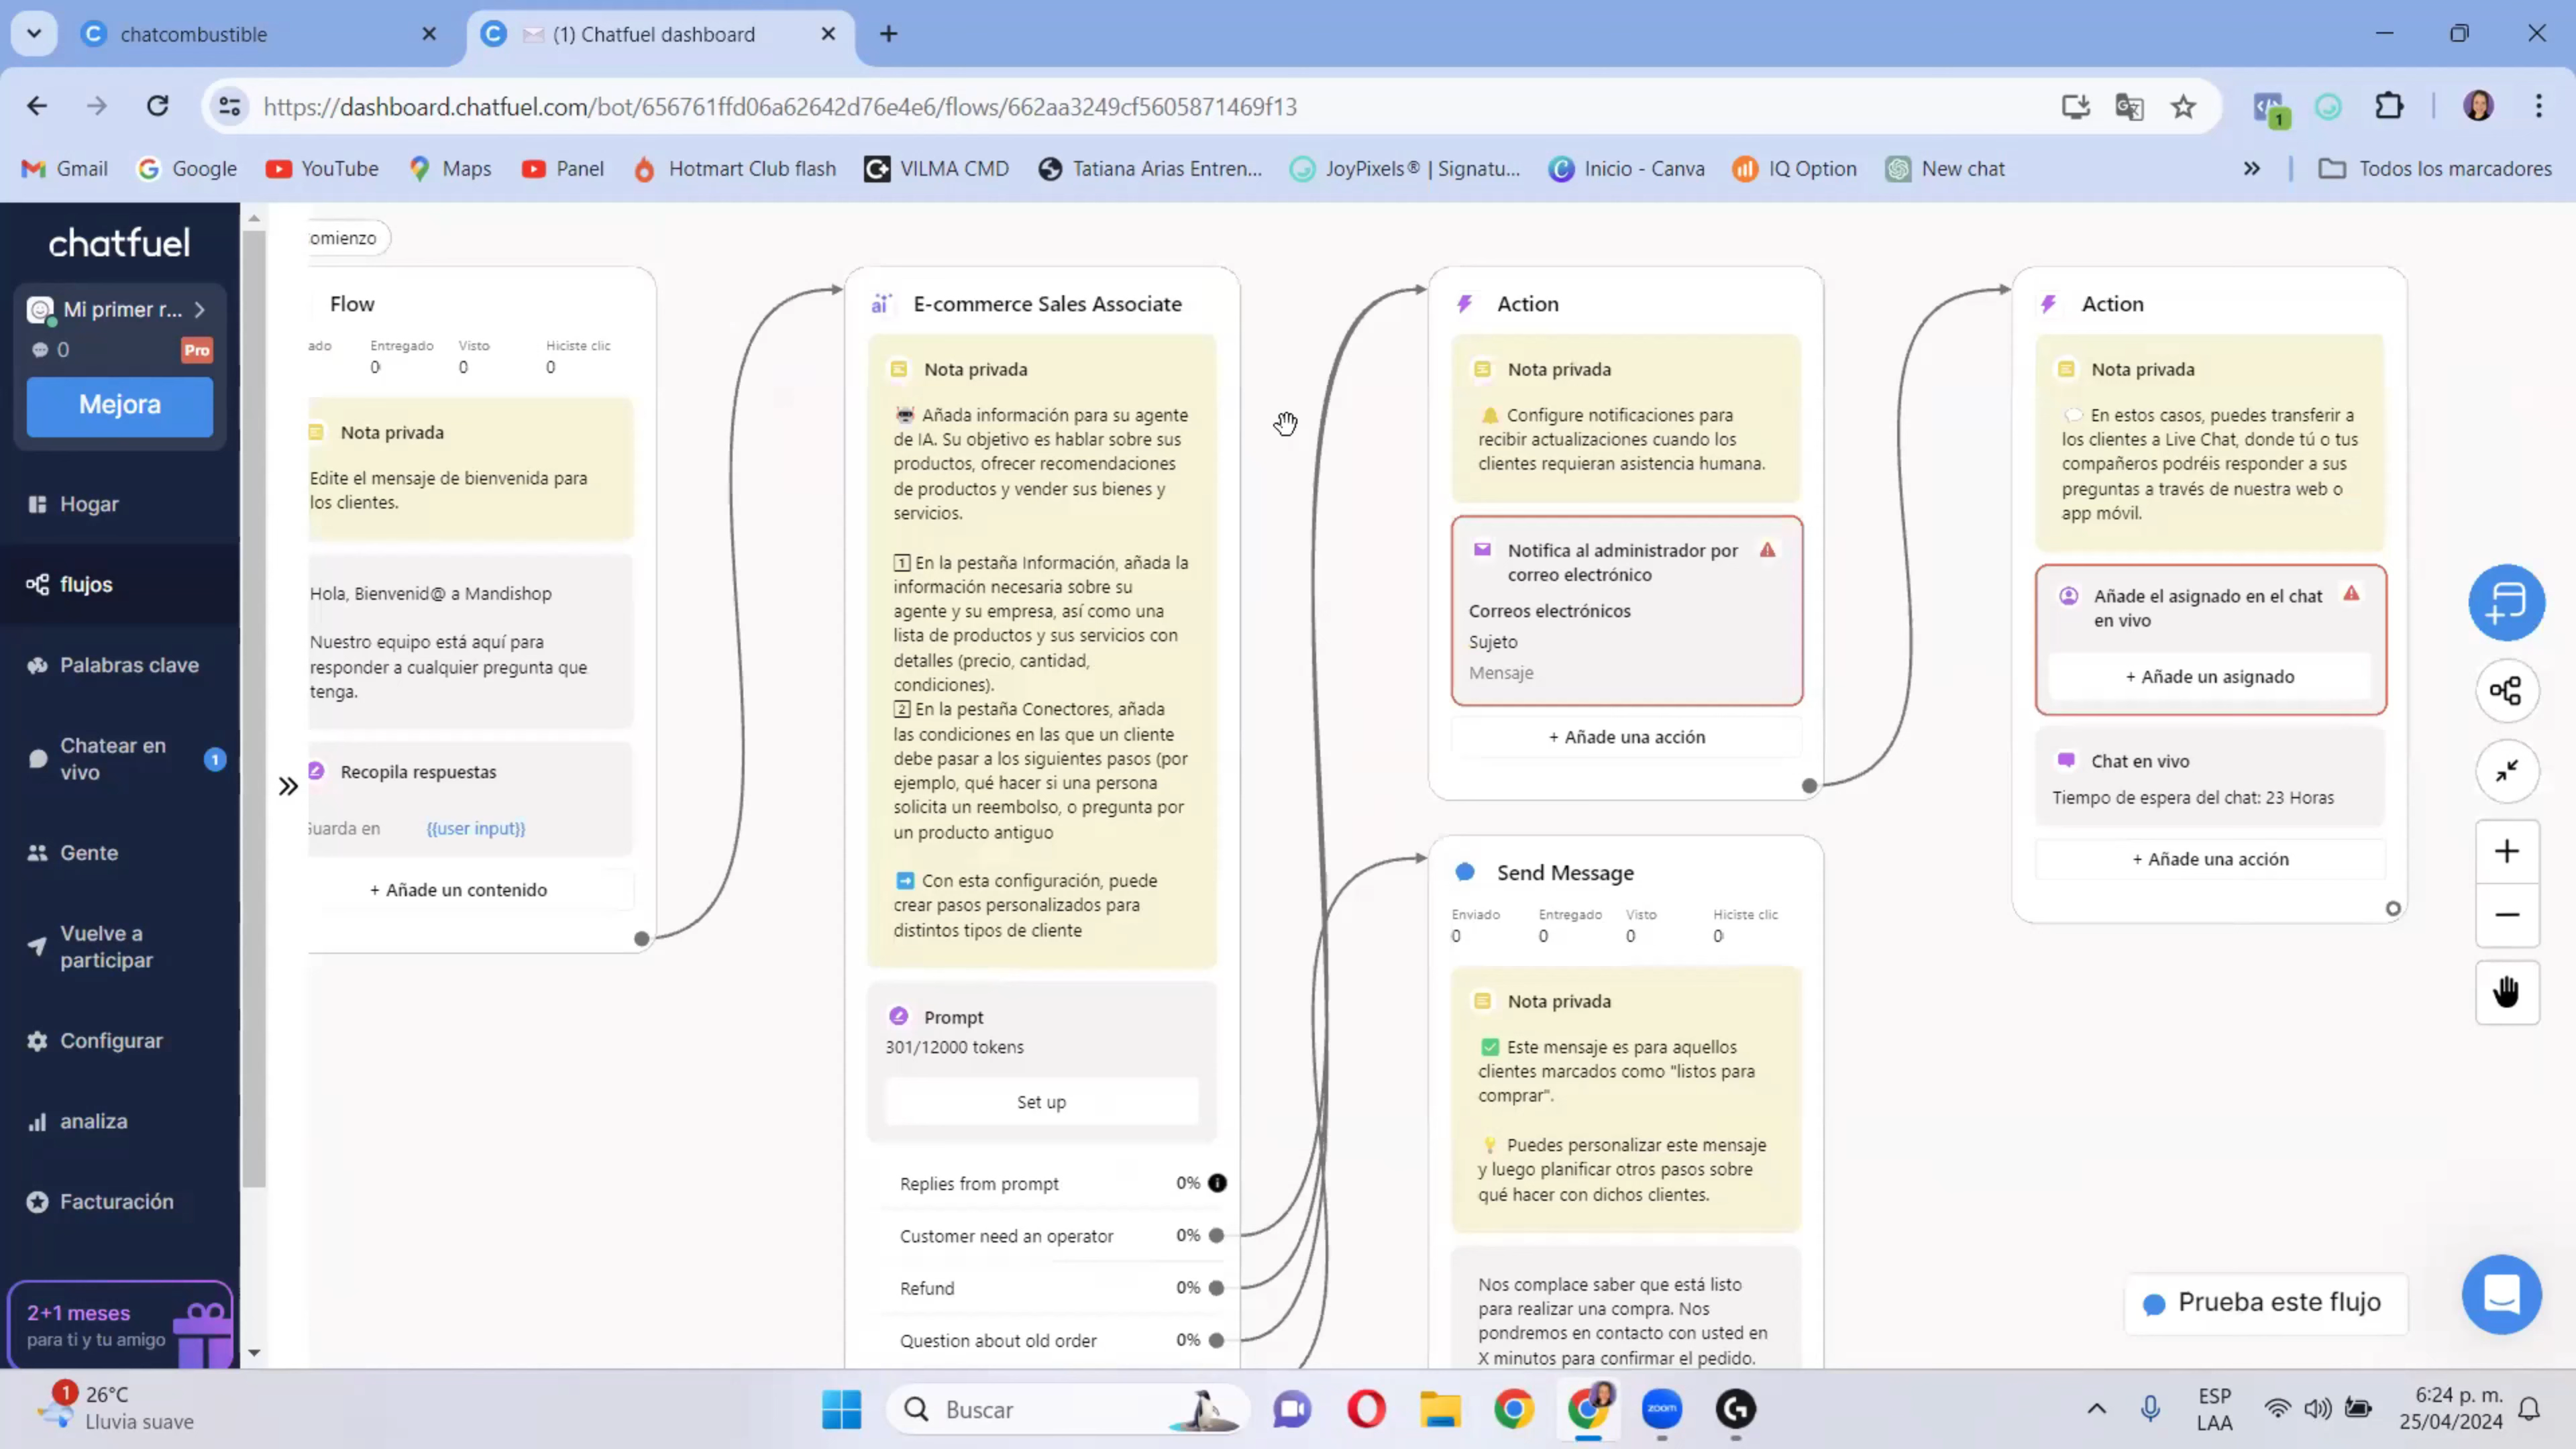 chatcombustible
(1) Chatfuel dashboard
https://dashboard.chatfuel.com/bot/656761ffd06a62642d76e4e6/flows/662aa3249cf5605871469f13
1
Gmail
Google
YouTube
Maps
Panel
Hotmart Club flash
VILMA CMD
Tatiana Arias Entren...
JoyPixels® | Signatu...
Inicio - Canva
IQ Option
New chat
Todos los marcadores
chatfuel
Mi primer r...
0
Pro
Mejora
Hogar
flujos
Palabras clave
Chatear en
vivo
1
Gente
Vuelve a
participar
Configurar
analiza
Facturación
2+1 meses
para ti y tu amigo
omienzo
Flow
ado
Entregado
Visto
Hiciste clic
0
0
0
Nota privada
Edite el mensaje de bienvenida para
los clientes.
Hola, Bienvenid@ a Mandishop
Nuestro equipo está aquí para
responder a cualquier pregunta que
tenga.
Recopila respuestas
uarda en
{{user input}}
+ Añade un contenido
ai
E-commerce Sales Associate
Nota privada
Añada información para su agente
de IA. Su objetivo es hablar sobre sus
productos, ofrecer recomendaciones
de productos y vender sus bienes y
servicios.
1 En la pestaña Información, añada la
información necesaria sobre su
agente y su empresa, así como una
lista de productos y sus servicios con
detalles (precio, cantidad,
condiciones).
2 En la pestaña Conectores, añada
las condiciones en las que un cliente
debe pasar a los siguientes pasos (por
ejemplo, qué hacer si una persona
solicita un reembolso, o pregunta por
un producto antiguo
Con esta configuración, puede
crear pasos personalizados para
distintos tipos de cliente
Prompt
301/12000 tokens
Set up
Replies from prompt
0%
Customer need an operator
0%
Refund
0%
Question about old order
0%
Action
Nota privada
Configure notificaciones para
recibir actualizaciones cuando los
clientes requieran asistencia humana.
Notifica al administrador por
correo electrónico
Correos electrónicos
Sujeto
Mensaje
+ Añade una acción
Send Message
Enviado
Entregado
Visto
Hiciste clic
0
0
0
0
Nota privada
Este mensaje es para aquellos
clientes marcados como "listos para
comprar".
Puedes personalizar este mensaje
y luego planificar otros pasos sobre
qué hacer con dichos clientes.
Nos complace saber que está listo
para realizar una compra. Nos
pondremos en contacto con usted en
X minutos para confirmar el pedido.
Action
Nota privada
En estos casos, puedes transferir a
los clientes a Live Chat, donde tú o tus
compañeros podréis responder a sus
preguntas a través de nuestra web o
app móvil.
Añade el asignado en el chat
en vivo
+ Añade un asignado
Chat en vivo
Tiempo de espera del chat: 23 Horas
+ Añade una acción
Prueba este flujo
1
26°C
Lluvia suave
Buscar
zoom
ESP
LAA
6:24 p. m.
25/04/2024